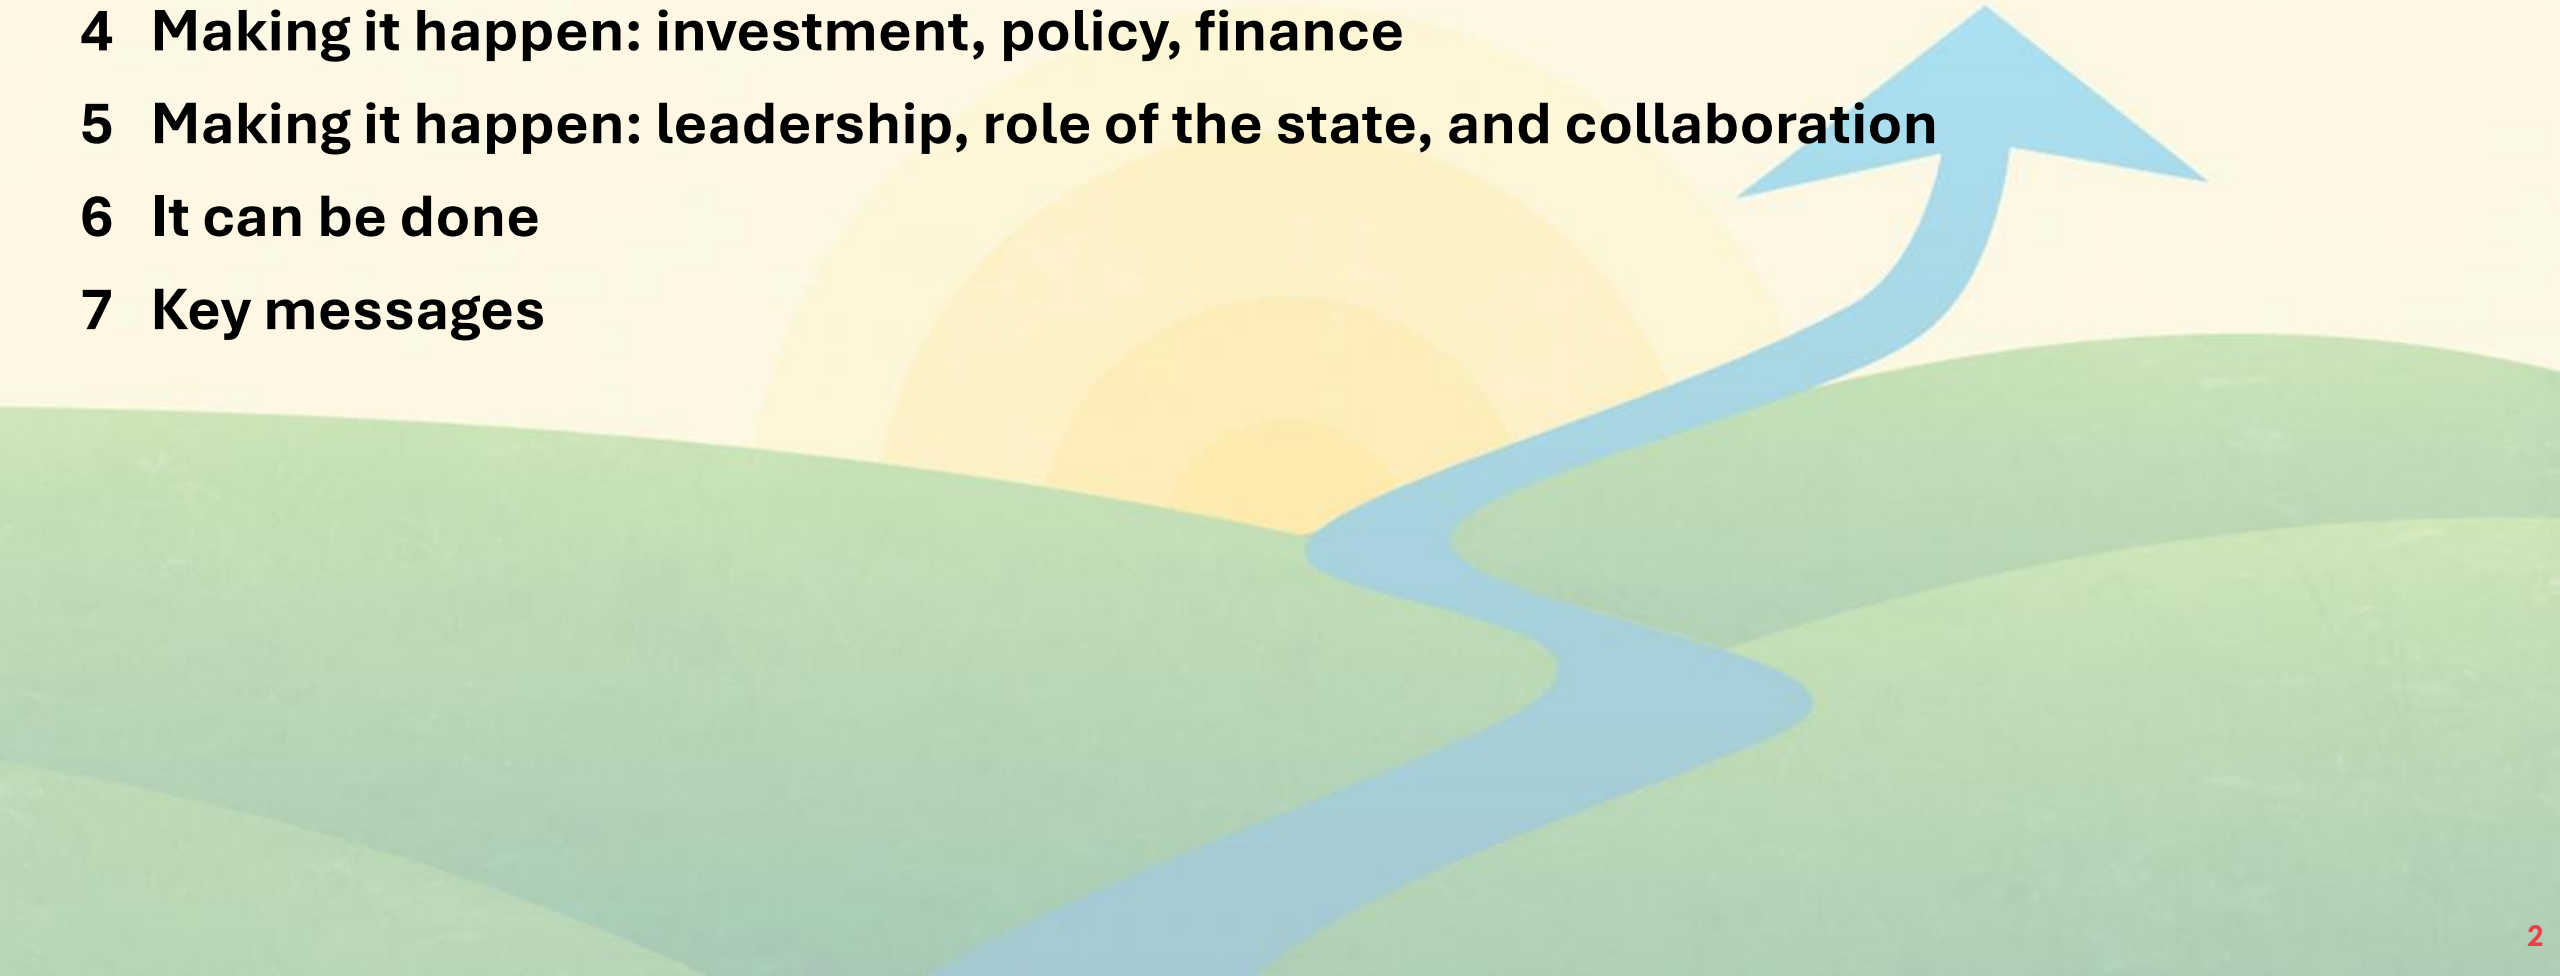 4 Making it happen: investment, policy, finance
5 Making it happen: leadership, role of the state, and collaboration
6 It can be done
7 Key messages
2